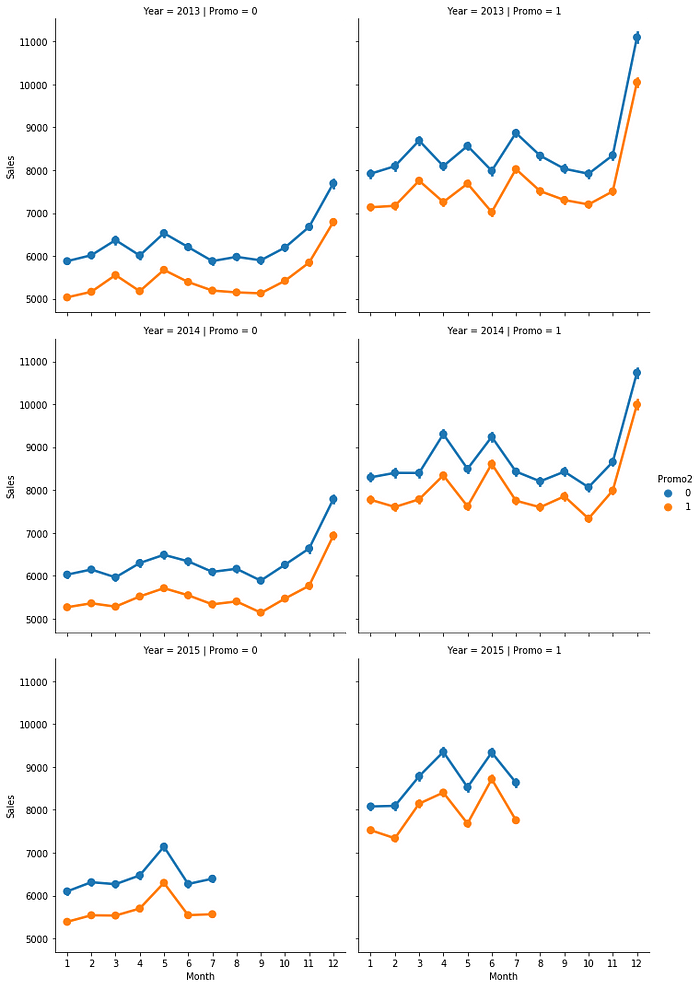 Year = 2013 | Promo = 0
Year = 2013 | Promo = 1
11000
10000
9000
8000
7000
6000
5000
Sales
Year = 2014 | Promo = 0
Year = 2014 | Promo = 1
11000
10000
9000
8000
7000
6000
5000
Sales
Promo2
0
1
Year = 2015 | Promo = 0
Year = 2015 | Promo = 1
11000
10000
9000
8000
7000
6000
5000
Sales
1 2 3 4 5 6 7 8 9 10 11 12
Month
1 2 3 4 5 6 7 8 9 10 11 12
Month